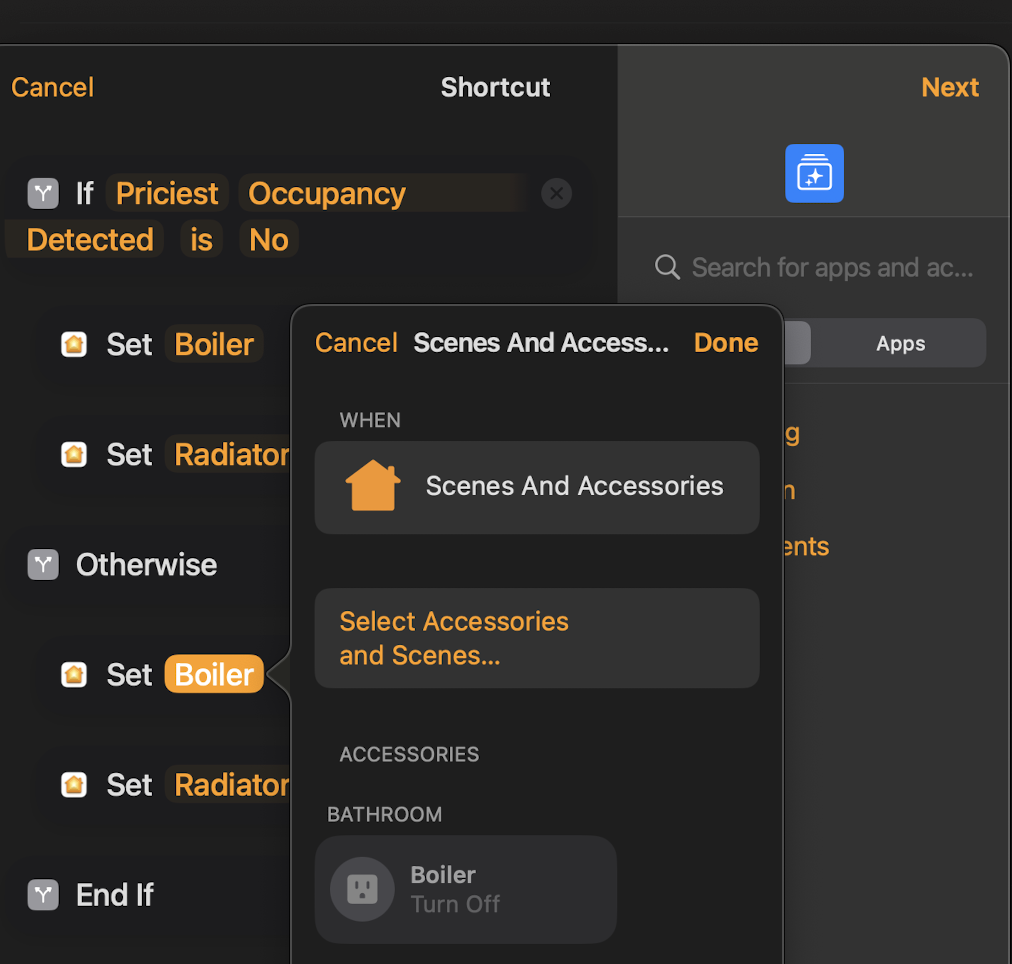 Cancel
Shortcut
Next
If Priciest Occupancy
Detected is No
Search for apps and ac...
Set Boiler
Cancel Scenes And Access... Done
Apps
WHEN
Set Radiator
Scenes And Accessories
g
n
ents
Otherwise
Select Accessories
and Scenes...
Set Boiler
ACCESSORIES
Set Radiator
BATHROOM
Boiler
Turn Off
End If